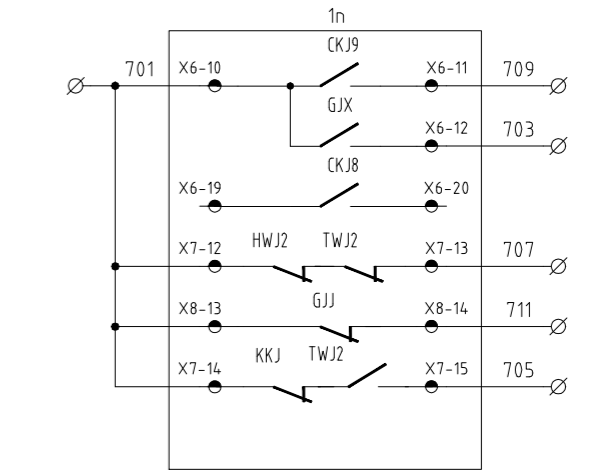 1n
CKJ9
701 X6-10 X6-11 709
GJX
X6-12 703
CKJ8
X6-19 X6-20
HWJ2 TWJ2
X7-12 X7-13 707
GJJ
X8-13 X8-14 711
KKJ TWJ2
X7-14 X7-15 705